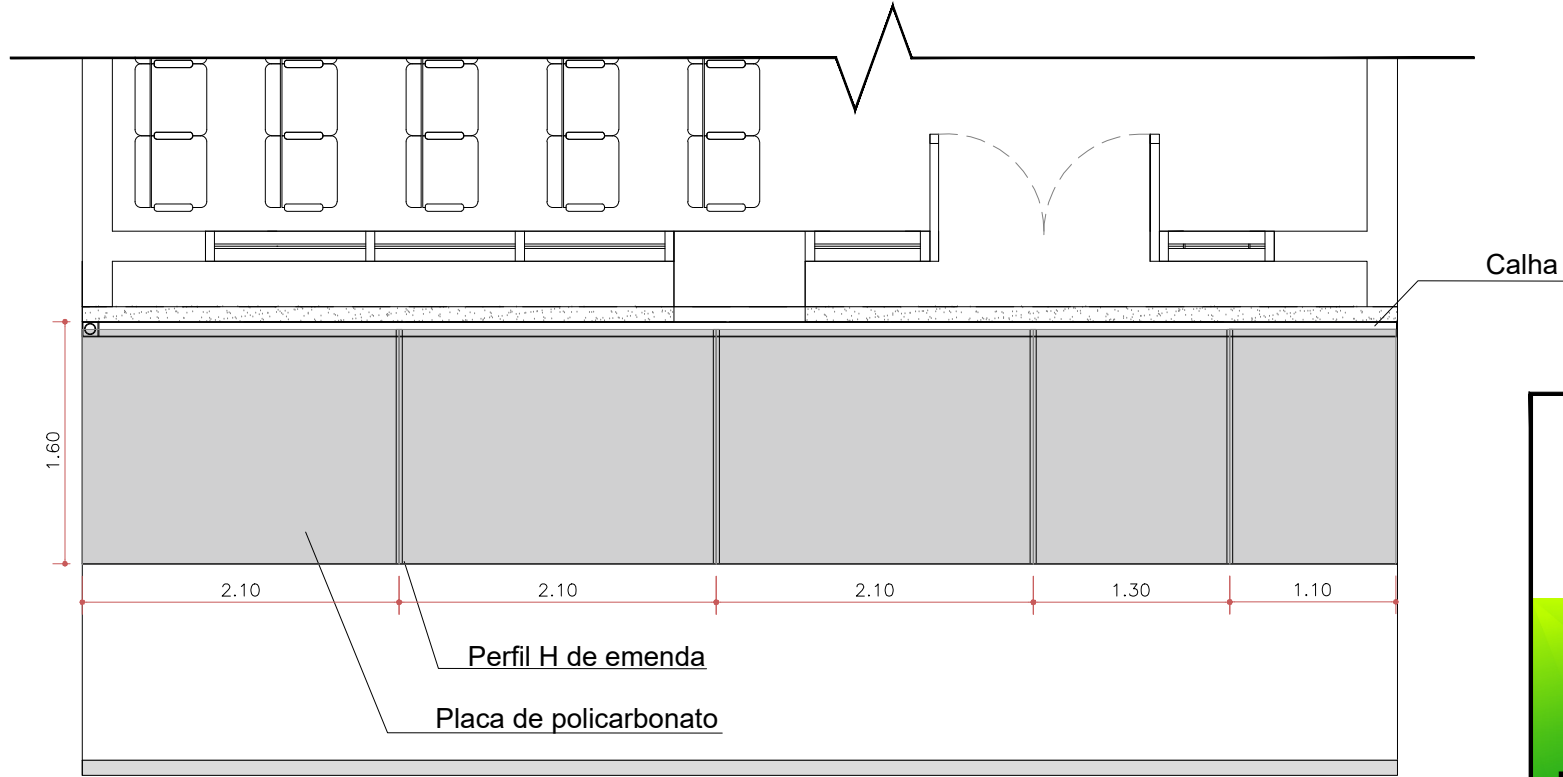 Calha
1.60
2.10 2.10 2.10 1.30 1.10
Perfil H de emenda
Placa de policarbonato